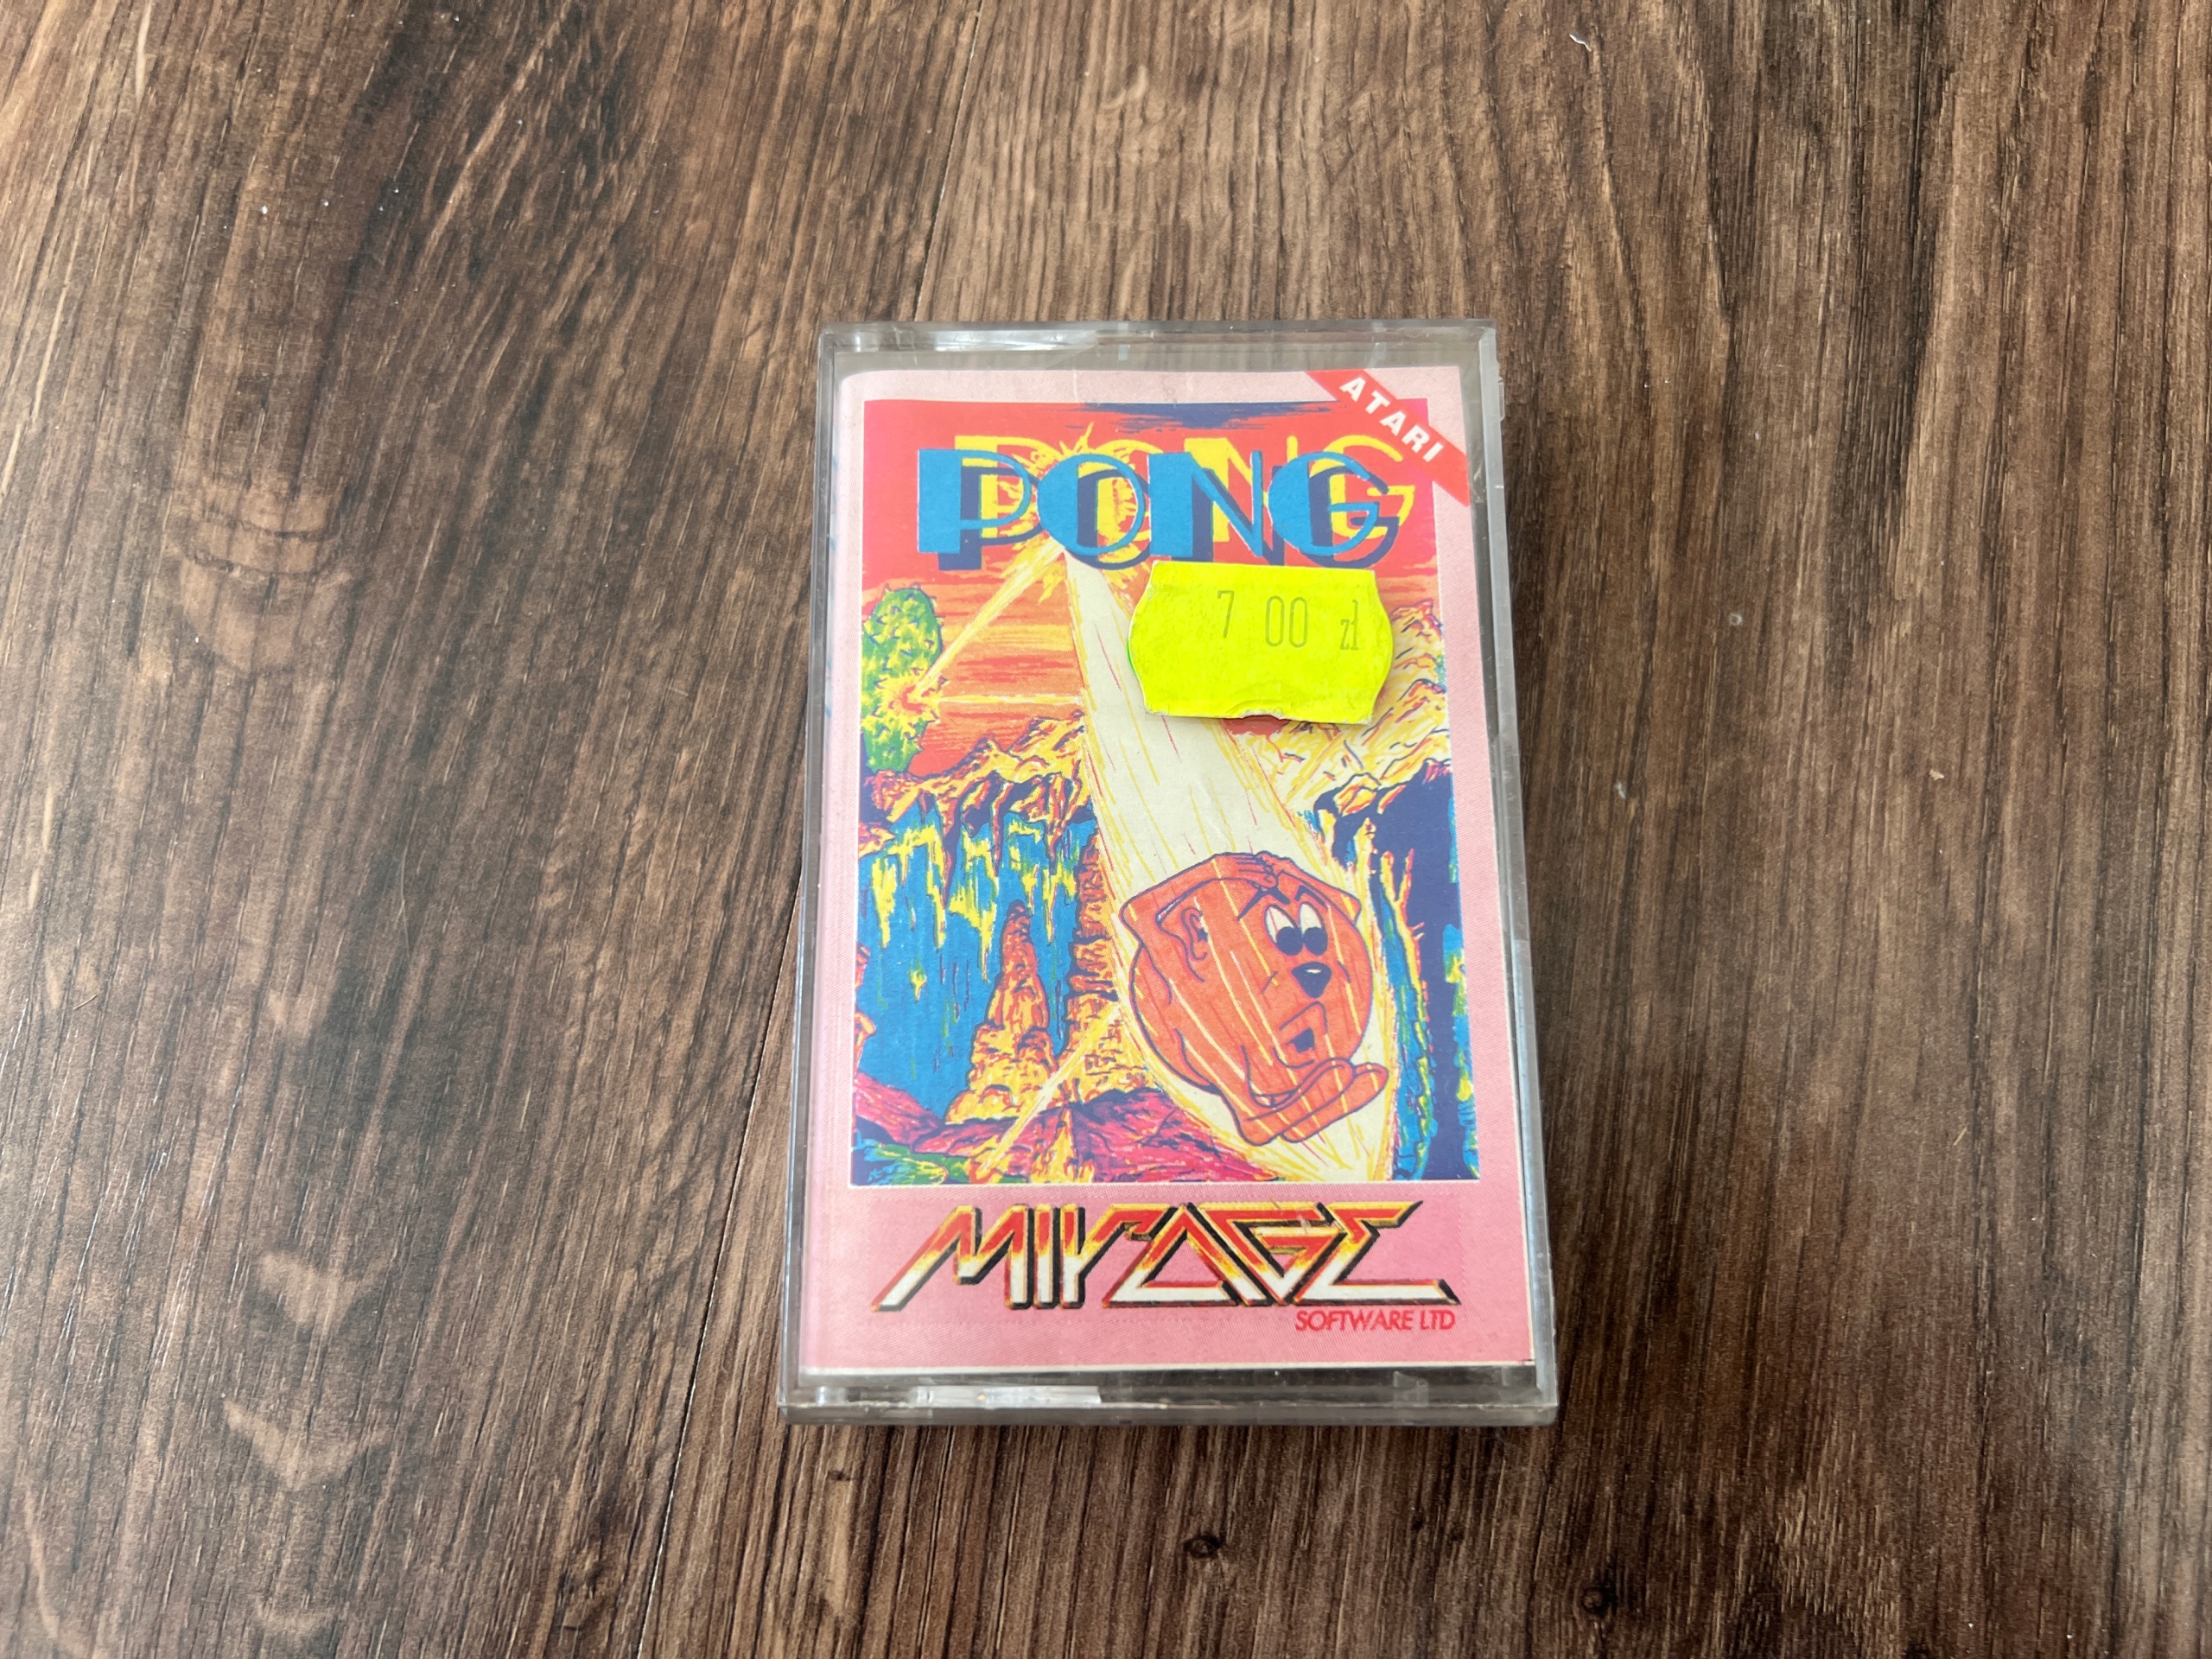 ATARI
PONG
7 00 zł
MIRAGE
SOFTWARE LTD